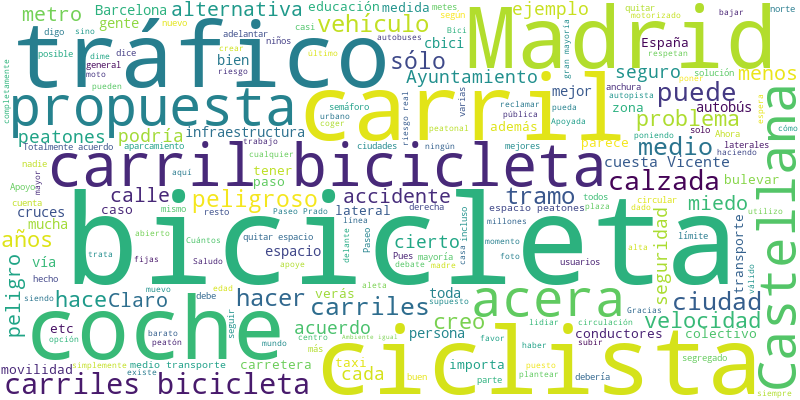 metro
Barcelona
gente
digo
sino
casi
nuevo
alternativa
adelantar
niños
educación
medida
vehículo
autobuses
metes
según
Bici
cbici
ejemplo
gran mayoría
quitar
motorizado
bajar
norte
España
respetan
completamente
tráfico
Madrid
propuesta
general
moto
pueden
dime
dice
posible
crear
riesgo
último
bien
sólo
Ayuntamiento
seguro
menos
solución
anchura
autopista
poner
peatones
infraestructura
podría
semáforo
urbano
coger
riesgo real
peatonal
varias
reclamar
pública
Apoyada
además
mejor
pueda
zona
problema
puede
autobús
solo
Ahora
espera
cómo
carril
nadie
Totalmente acuerdo
aparcamiento
trabajo
cualquier
ciudades
ningún
mejores
parece
poniendo
haciendo
laterales
Apoyo
cuenta
mayor
carril bicicleta
aquí
tener
paso
medio
cuesta Vicente
bulevar
calle
caso
mismo
peligroso
accidente
tramo
calzada
miedo
Castellana
años
cruces
mucha
resto
Paseo Prado
lateral
línea
derecha
espacio peatones
todos
plaza
circular
dado
utilizo
vía
trata
abierto
Cuántos
quitar espacio
espacio
delante
Paseo
Pues
debate
mayoría
madre
cierto
casa
incluso
millones
momento
foto
usuarios
alta
límite
seguridad
transporte
válido
peligro
hecho
fijas
Saludo
apoye
bicicleta
siendo
hace
Claro
muevo
edad
debe
hacer
verás
carriles
aleta
supuesto
toda
creo
acera
lidiar
circulación
Gracias
ciudad
etc
opción
barato
peatón
seguir
mundo
centro
más
acuerdo
Ambiente
igual
persona
favor
haber
subir
plantear
conductores
velocidad
colectivo
coche
movilidad
simplemente
medio transporte
existe
carretera
taxi
cada
buen
importa
parte
puesto
debería
segregado
siempre
carriles bicicleta
ciclista